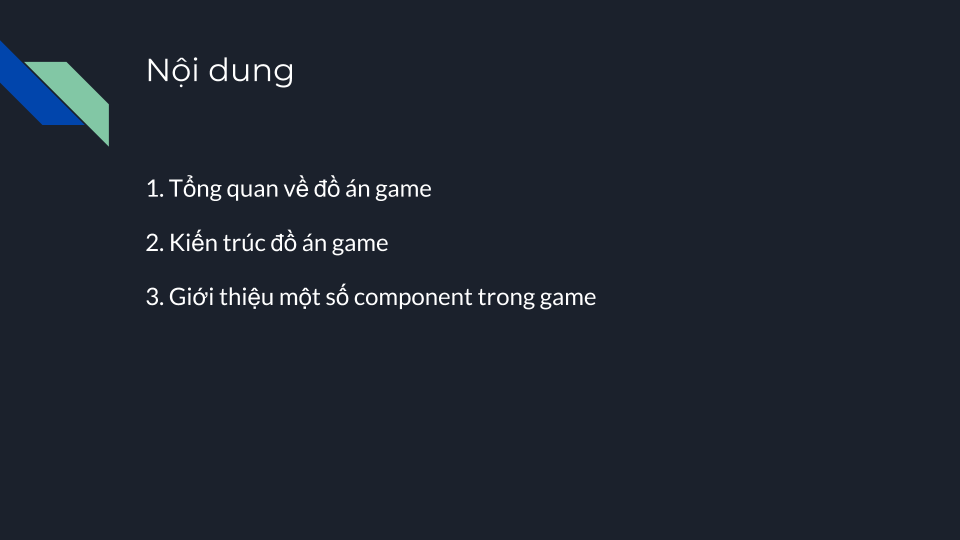 Nội dung
1. Tổng quan về đồ án game
2. Kiến trúc đồ án game
3. Giới thiệu một số component trong game